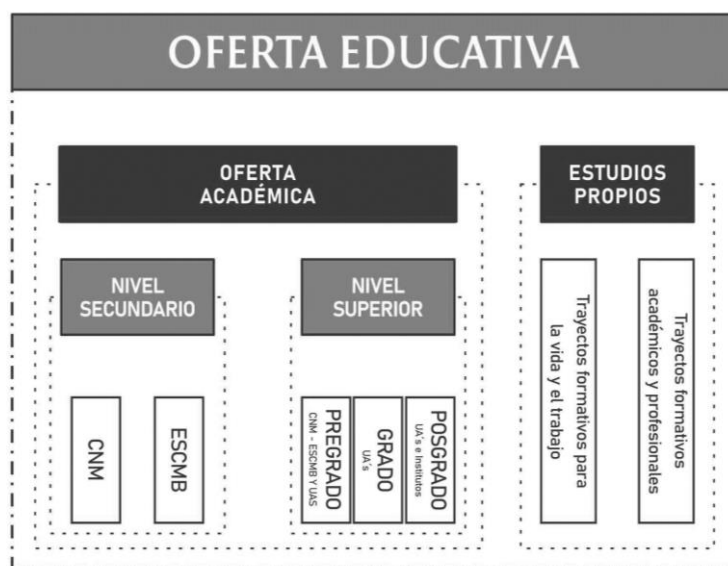 OFERTA EDUCATIVA
OFERTA
ACADÉMICA
ESTUDIOS
PROPIOS
NIVEL
SECUNDARIO
NIVEL
SUPERIOR
CNM
ESCMB
PREGRADO
CNM - ESCMB Y UAS
GRADO
UA's
POSGRADO
UA's e Institutos
Trayectos formativos para
la vida y el trabajo
Trayectos formativos
académicos y profesionales